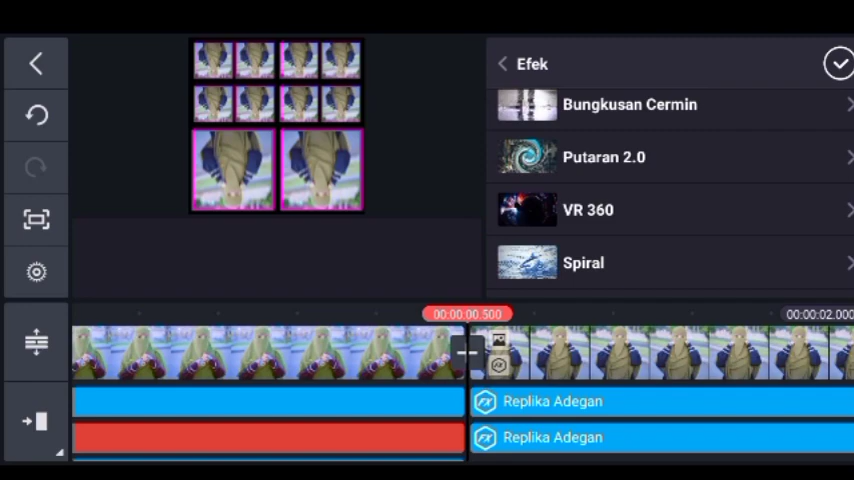 Efek
Bungkusan Cermin
Putaran 2.0
VR 360
Spiral
00:00:00.500
00:00:02.000
Replika Adegan
Replika Adegan